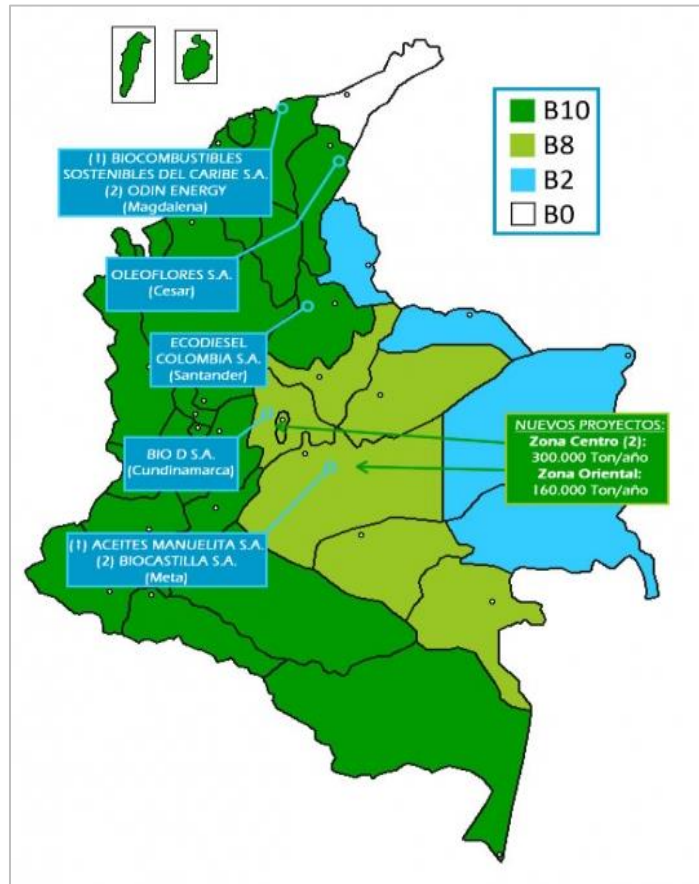 B10
B8
B2
B0
(1) BIOCOMBUSTIBLES
SOSTENIBLES DEL CARIBE S.A.
(2) ODIN ENERGY
(Magdalena)
OLEOFLORES S.A.
(Cesar)
ECODIESEL
COLOMBIA S.A.
(Santander)
BIO D S.A.
(Cundinamarca)
(1) ACEITES MANUELITA S.A.
(2) BIOCASTILLA S.A.
(Meta)
NUEVOS PROYECTOS:
Zona Centro (2):
300.000 Ton/año
Zona Oriental:
160.000 Ton/año